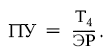 ПУ = Т₄ / ЭР .